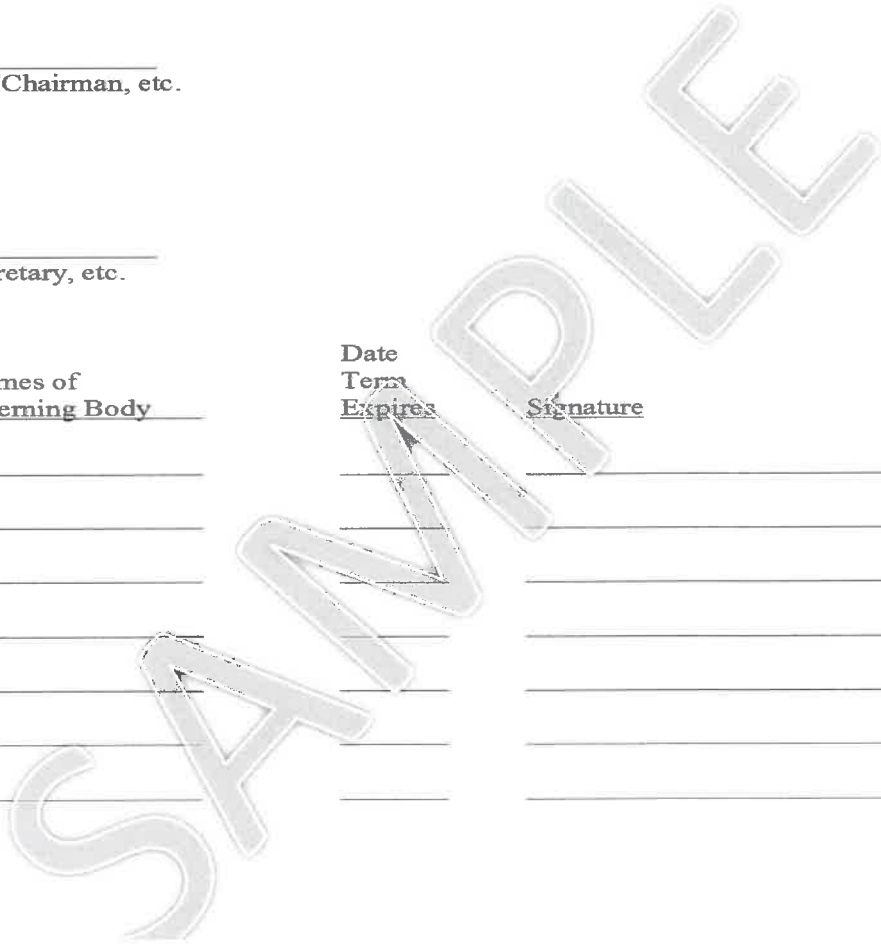 Chairman, etc.
retary, etc.
Date
mes of Term
erning Body Expires Signature
SAMPLE